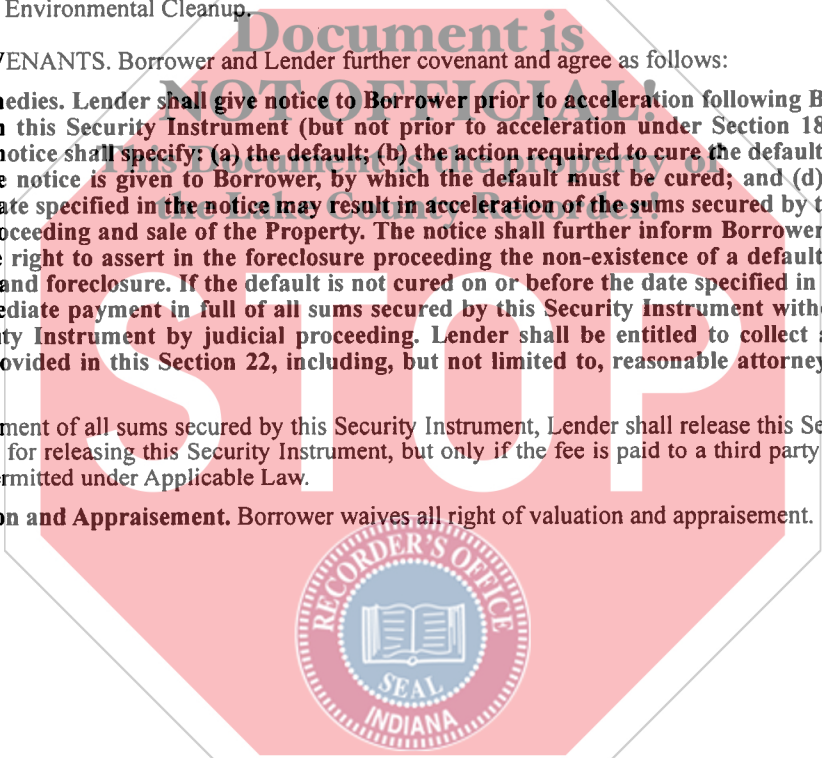 Environmental Cleanup.
Document is
VENANTS. Borrower and Lender further covenant and agree as follows:
NOT OFFICIAL!
nedies. Lender shall give notice to Borrower prior to acceleration following B
n this Security Instrument (but not prior to acceleration under Section 18
notice shall specify: (a) the default; (b) the action required to cure the default
This Document is the property of
e notice is given to Borrower, by which the default must be cured; and (d)
ate specified in the notice may result in acceleration of the sums secured by t
the Lake County Recorder!
oceeding and sale of the Property. The notice shall further inform Borrower
e right to assert in the foreclosure proceeding the non-existence of a default
and foreclosure. If the default is not cured on or before the date specified in
ediate payment in full of all sums secured by this Security Instrument with
ty Instrument by judicial proceeding. Lender shall be entitled to collect a
ovided in this Section 22, including, but not limited to, reasonable attorney
STOP
ment of all sums secured by this Security Instrument, Lender shall release this Se
for releasing this Security Instrument, but only if the fee is paid to a third party
rmitted under Applicable Law.
on and Appraisement. Borrower waives all right of valuation and appraisement.
RECORDER'S OFFICE
SEAL
INDIANA